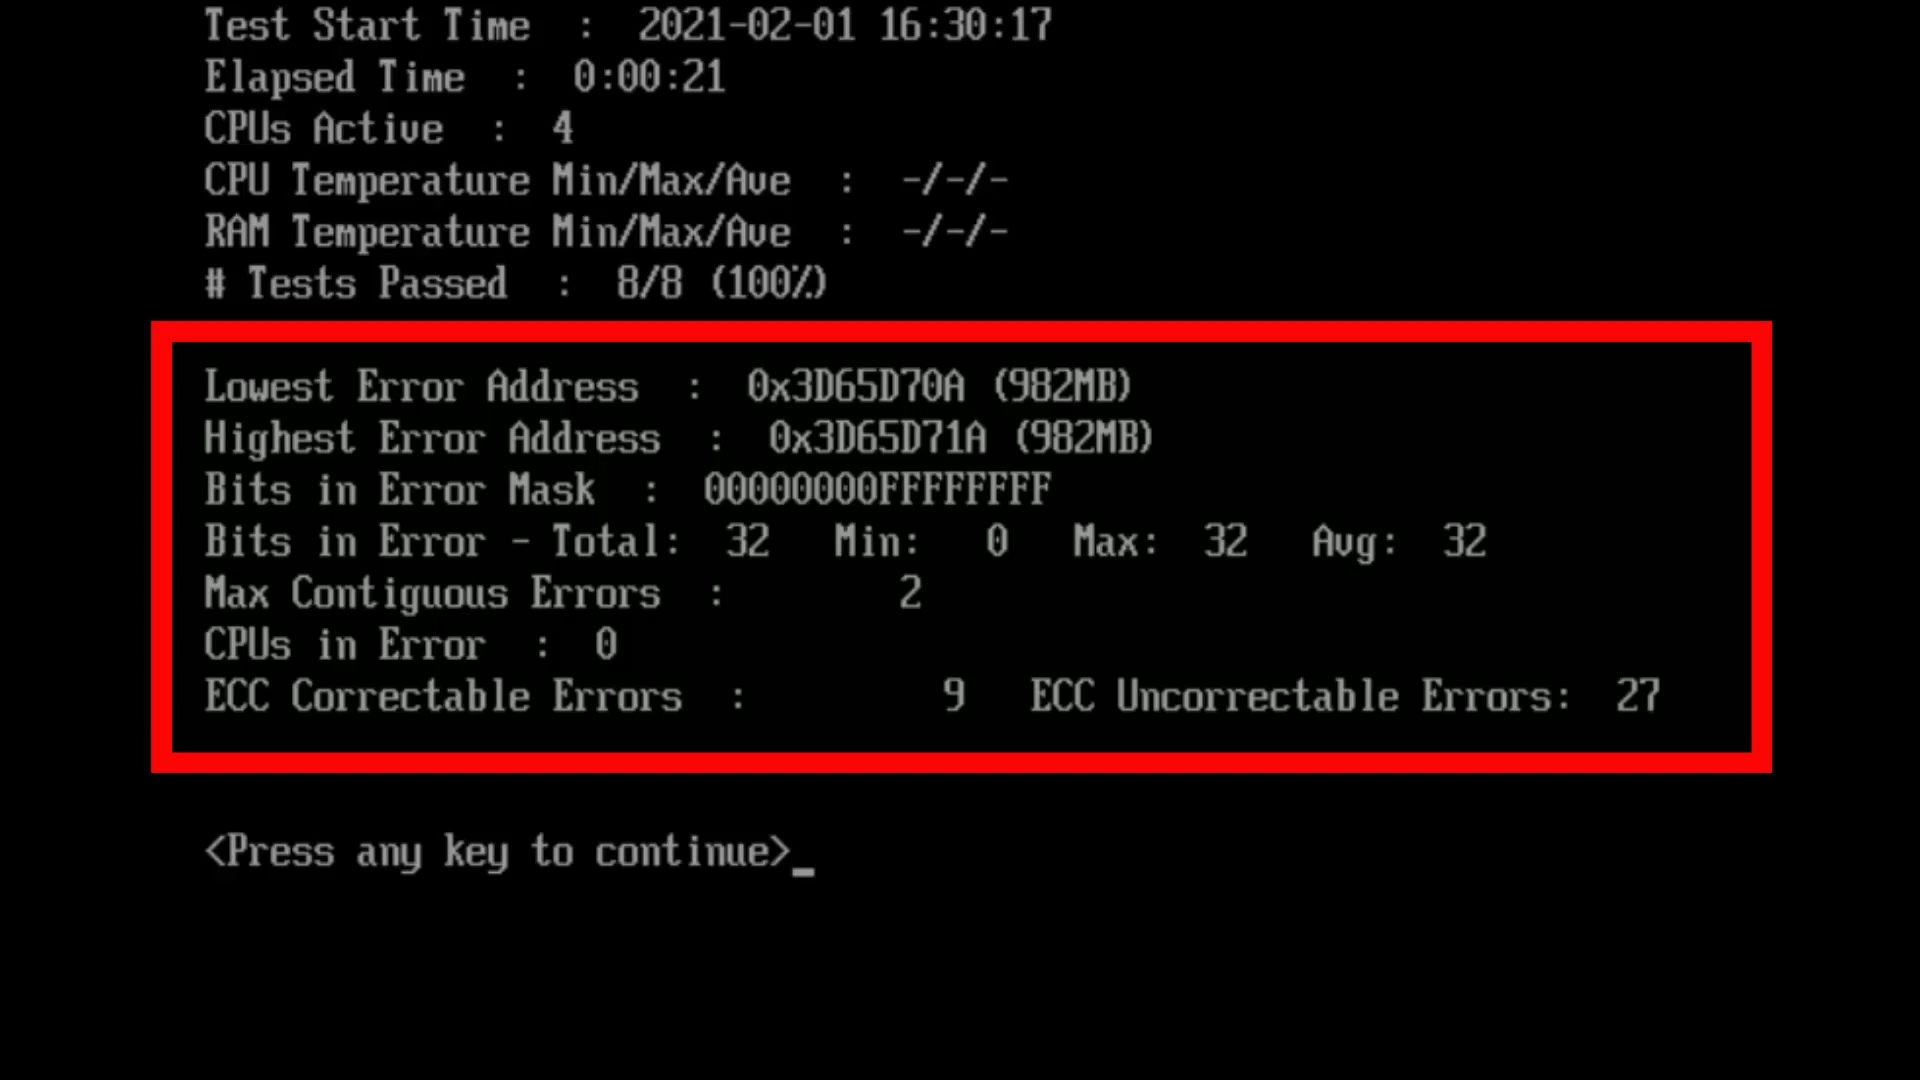 Test Start Time : 2021-02-01 16:30:17
Elapsed Time : 0:00:21
CPUs Active : 4
CPU Temperature Min/Max/Ave : -/-/-
RAM Temperature Min/Max/Ave : -/-/-
# Tests Passed : 8/8 (100%)
Lowest Error Address : 0x3D65D70A (982MB)
Highest Error Address : 0x3D65D71A (982MB)
Bits in Error Mask : 00000000FFFFFFFF
Bits in Error - Total: 32 Min: 0 Max: 32 Avg: 32
Max Contiguous Errors : 2
CPUs in Error : 0
ECC Correctable Errors : 9 ECC Uncorrectable Errors: 27
<Press any key to continue>_